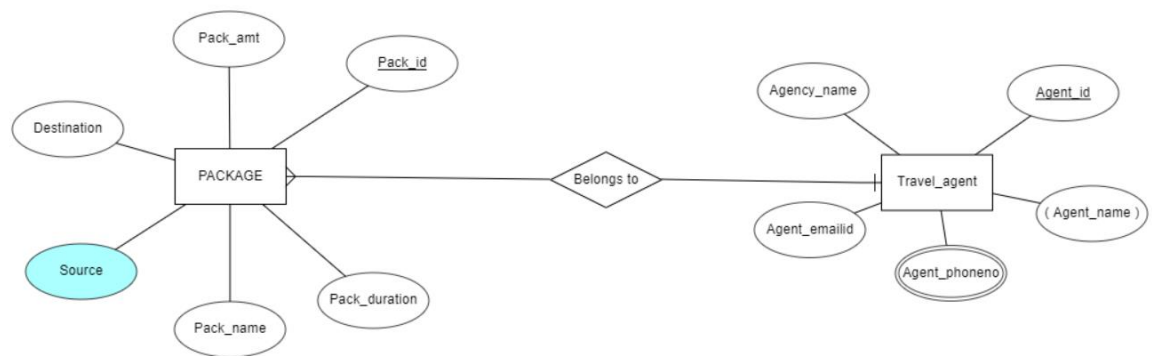 Pack_amt
Pack_id
Agency_name
Agent_id
Destination
PACKAGE
Belongs to
Travel_agent
( Agent_name )
Agent_emailid
Source
Agent_phoneno
Pack_duration
Pack_name